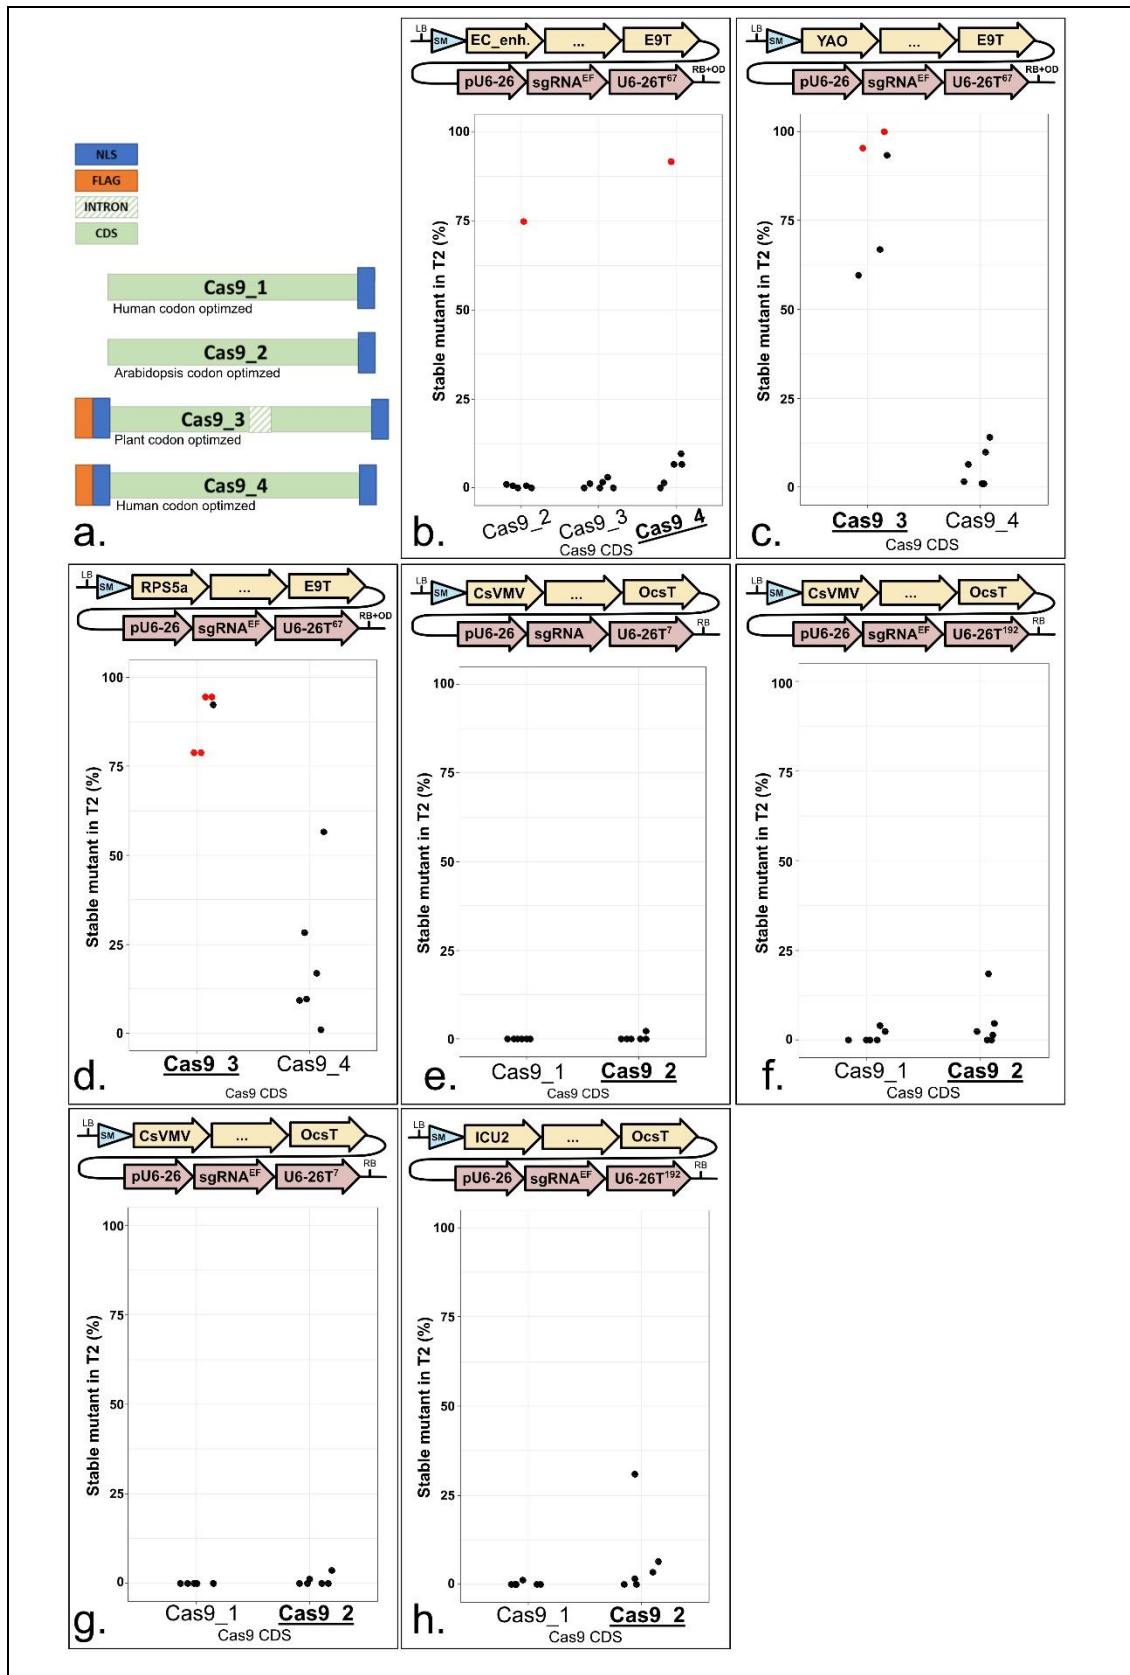 NLS
FLAG
INTRON
CDS
Cas9_1
Human codon optimzed
Cas9_2
Arabidopsis codon optimzed
Cas9_3
Plant codon optimzed
Cas9_4
Human codon optimzed
a.
LB SM EC_enh. ... E9T
pU6-26 sgRNA^EF U6-26T^67 RB+OD
Stable mutant in T2 (%)
100
75
50
25
0
Cas9_2 Cas9_3 Cas9_4
Cas9 CDS
b.
LB SM YAO ... E9T
pU6-26 sgRNA^EF U6-26T^67 RB+OD
Stable mutant in T2 (%)
100
75
50
25
0
Cas9_3 Cas9_4
Cas9 CDS
c.
LB SM RPS5a ... E9T
pU6-26 sgRNA^EF U6-26T^67 RB+OD
Stable mutant in T2 (%)
100
75
50
25
0
Cas9_3 Cas9_4
Cas9 CDS
d.
LB SM CsVMV ... OcsT
pU6-26 sgRNA U6-26T^7 RB
Stable mutant in T2 (%)
100
75
50
25
0
Cas9_1 Cas9_2
Cas9 CDS
e.
LB SM CsVMV ... OcsT
pU6-26 sgRNA^EF U6-26T^192 RB
Stable mutant in T2 (%)
100
75
50
25
0
Cas9_1 Cas9_2
Cas9 CDS
f.
LB SM CsVMV ... OcsT
pU6-26 sgRNA^EF U6-26T^7 RB
Stable mutant in T2 (%)
100
75
50
25
0
Cas9_1 Cas9_2
Cas9 CDS
g.
LB SM ICU2 ... OcsT
pU6-26 sgRNA^EF U6-26T^192 RB
Stable mutant in T2 (%)
100
75
50
25
0
Cas9_1 Cas9_2
Cas9 CDS
h.